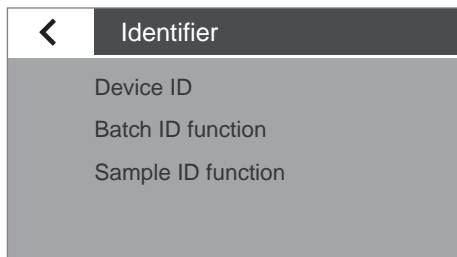 Identifier
Device ID
Batch ID function
Sample ID function